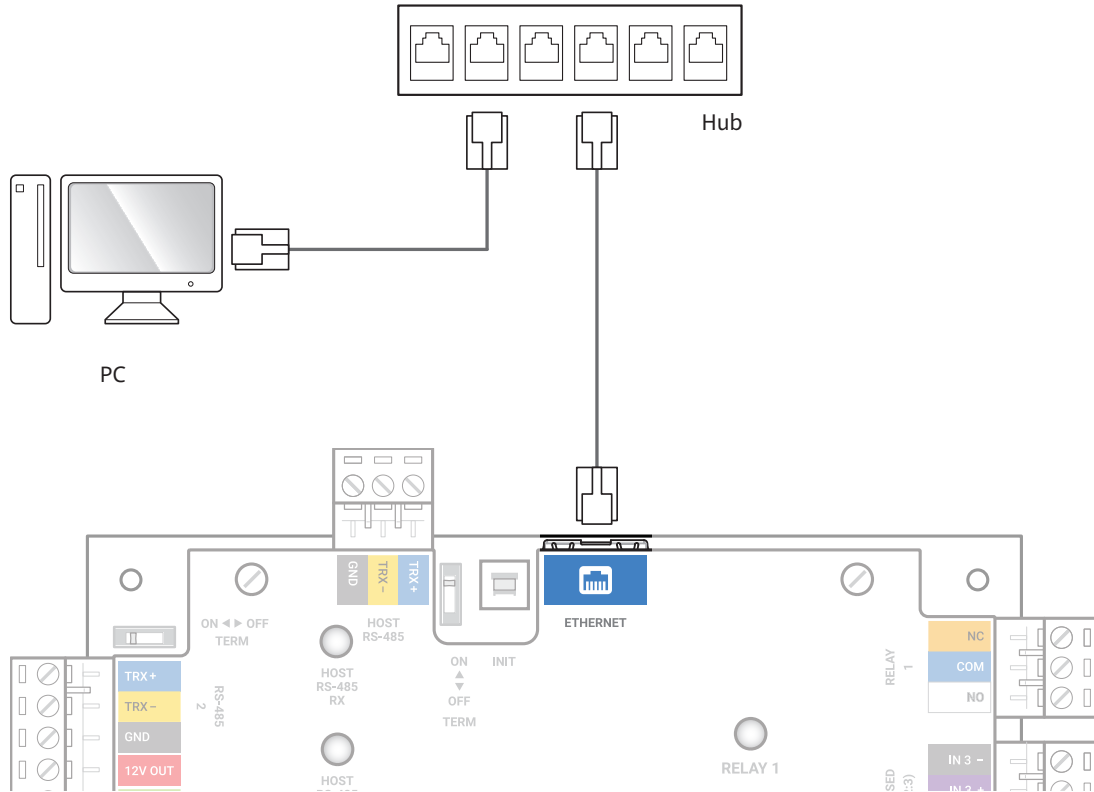 Hub
PC
GND
TRX -
TRX +
ETHERNET
ON ◀ ▶ OFF
TERM
HOST
RS-485
HOST
RS-485
RX
ON
▲
▼
OFF
TERM
INIT
TRX +
TRX -
GND
12V OUT
RS-485
2
HOST
RELAY 1
RELAY
1
NC
COM
NO
IN 3 -
IN 3 +